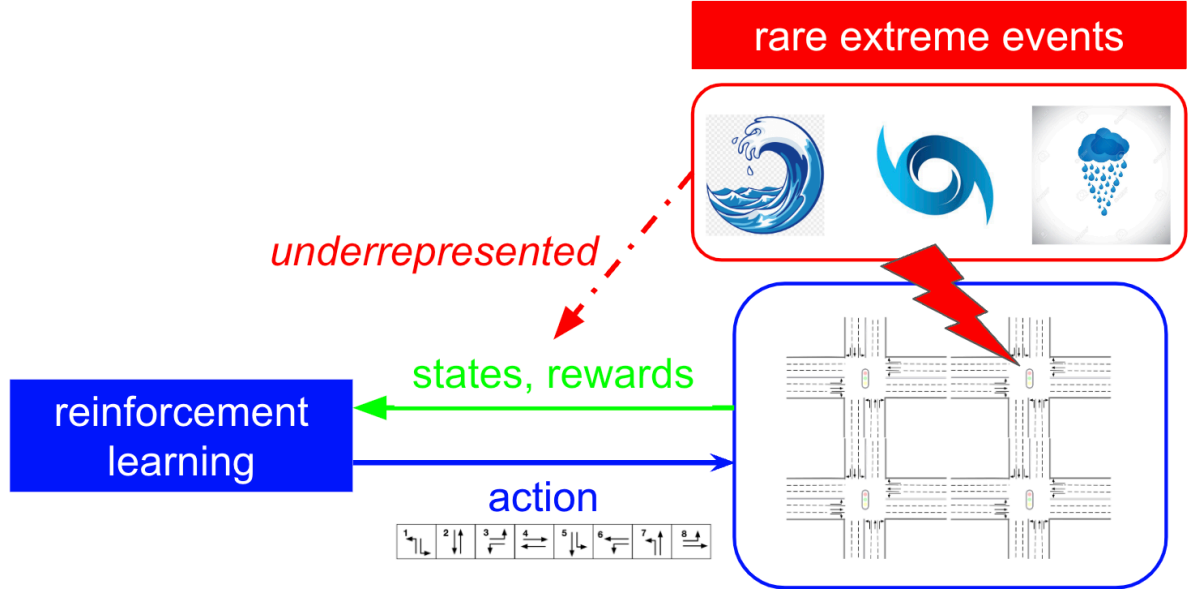 rare extreme events
underrepresented
states, rewards
reinforcement
learning
action
1 2 3 4 5 6 7 8